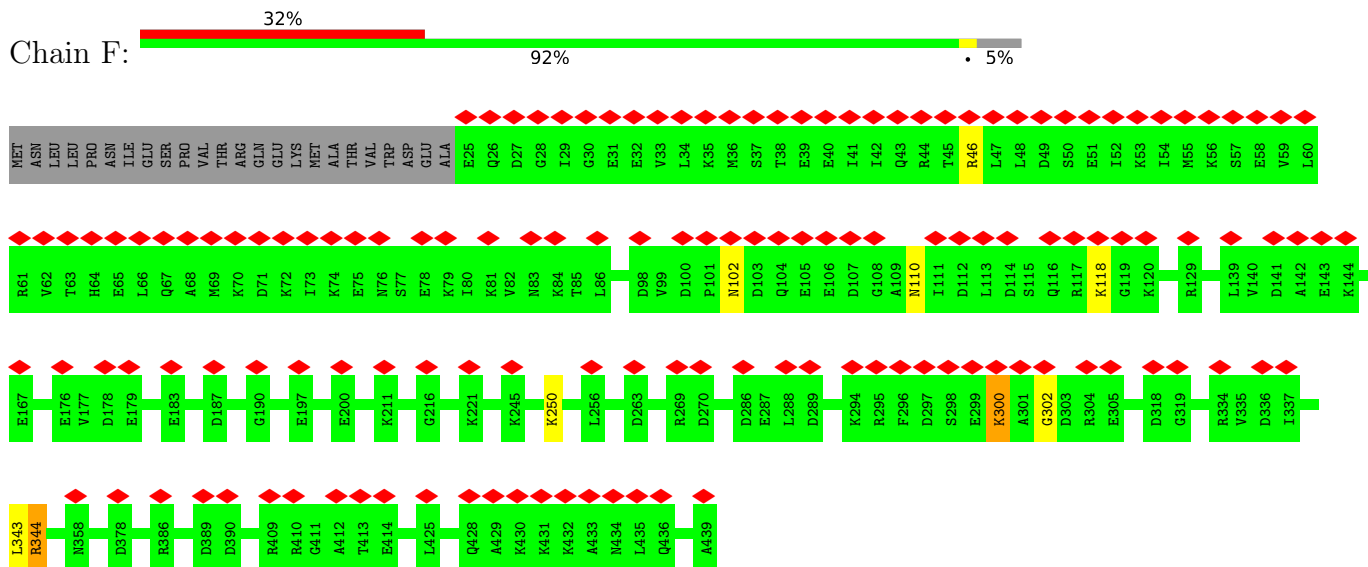 32%
Chain F:
92% • 5%
MET ASN LEU LEU PRO ASN ILE GLU SER PRO VAL THR ARG GLN GLU LYS MET ALA THR VAL TRP ASP GLU ALA E25 Q26 D27 G28 I29 G30 E31 E32 V33 L34 K35 M36 S37 T38 E39 E40 I41 I42 Q43 R44 T45 R46 L47 L48 D49 S50 E51 I52 K53 I54 M55 K56 S57 E58 V59 L60
R61 V62 T63 H64 E65 L66 Q67 A68 M69 K70 D71 K72 I73 K74 E75 N76 S77 E78 K79 I80 K81 V82 N83 K84 T85 L86 D98 V99 D100 P101 N102 D103 Q104 E105 E106 D107 G108 A109 N110 I111 D112 L113 D114 S115 Q116 R117 K118 G119 K120 R129 L139 V140 D141 A142 E143 K144
E167 E176 V177 D178 E179 E183 D187 G190 E197 E200 K211 G216 K221 K245 K250 L256 D263 R269 D270 D286 E287 L288 D289 K294 R295 F296 D297 S298 E299 K300 A301 G302 D303 R304 E305 D318 G319 R334 V335 D336 I337
L343 R344 N358 D378 R386 D389 D390 R409 R410 G411 A412 T413 E414 L425 Q428 A429 K430 K431 K432 A433 N434 L435 Q436 A439